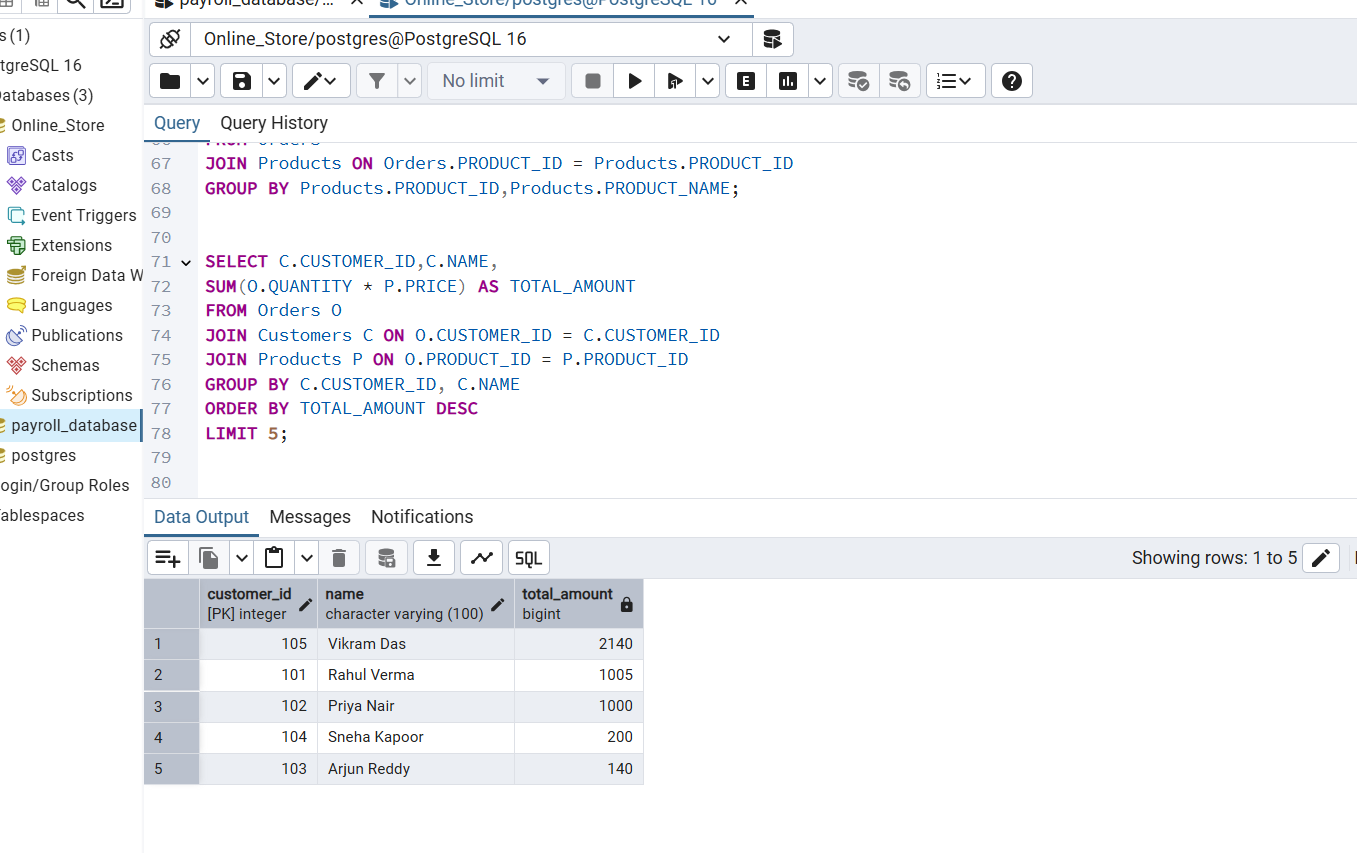 payroll_database/...
Online_Store/postgres@PostgreSQL 16
s (1)
tgreSQL 16
atabases (3)
Online_Store
Casts
Catalogs
Event Triggers
Extensions
Foreign Data W
Languages
Publications
Schemas
Subscriptions
payroll_database
postgres
ogin/Group Roles
ablespaces
Online_Store/postgres@PostgreSQL 16
No limit
E
Query Query History
66 FROM Orders
67 JOIN Products ON Orders.PRODUCT_ID = Products.PRODUCT_ID
68 GROUP BY Products.PRODUCT_ID,Products.PRODUCT_NAME;
69
70
71 SELECT C.CUSTOMER_ID,C.NAME,
72 SUM(O.QUANTITY * P.PRICE) AS TOTAL_AMOUNT
73 FROM Orders O
74 JOIN Customers C ON O.CUSTOMER_ID = C.CUSTOMER_ID
75 JOIN Products P ON O.PRODUCT_ID = P.PRODUCT_ID
76 GROUP BY C.CUSTOMER_ID, C.NAME
77 ORDER BY TOTAL_AMOUNT DESC
78 LIMIT 5;
79
80
Data Output Messages Notifications
SQL
Showing rows: 1 to 5
customer_id name total_amount
[PK] integer character varying (100) bigint
1 105 Vikram Das 2140
2 101 Rahul Verma 1005
3 102 Priya Nair 1000
4 104 Sneha Kapoor 200
5 103 Arjun Reddy 140